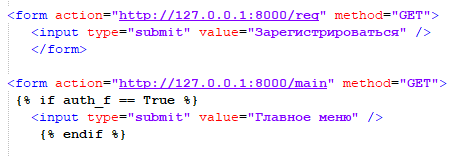 <form action="http://127.0.0.1:8000/reg" method="GET">
<input type="submit" value="Зарегистрироваться" />
</form>
<form action="http://127.0.0.1:8000/main" method="GET">
{% if auth_f == True %}
<input type="submit" value="Главное меню" />
{% endif %}